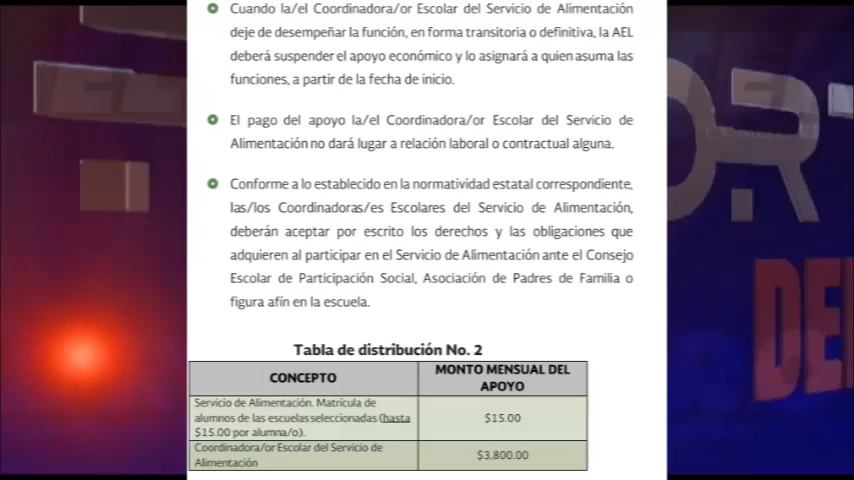 Cuando la/el Coordinadora/or Escolar del Servicio de Alimentación
deje de desempeñar la función, en forma transitoria o definitiva, la AEL
deberá suspender el apoyo económico y lo asignará a quien asuma las
funciones, a partir de la fecha de inicio.
El pago del apoyo la/el Coordinadora/or Escolar del Servicio de
Alimentación no dará lugar a relación laboral o contractual alguna.
Conforme a lo establecido en la normatividad estatal correspondiente,
las/los Coordinadoras/es Escolares del Servicio de Alimentación,
deberán aceptar por escrito los derechos y las obligaciones que
adquieren al participar en el Servicio de Alimentación ante el Consejo
Escolar de Participación Social, Asociación de Padres de Familia o
figura afín en la escuela.
Tabla de distribución No. 2
CONCEPTO
MONTO MENSUAL DEL
APOYO
Servicio de Alimentación. Matrícula de
alumnos de las escuelas seleccionadas (hasta
$15.00 por alumna/o).
$15.00
Coordinadora/or Escolar del Servicio de
Alimentación
$3,800.00